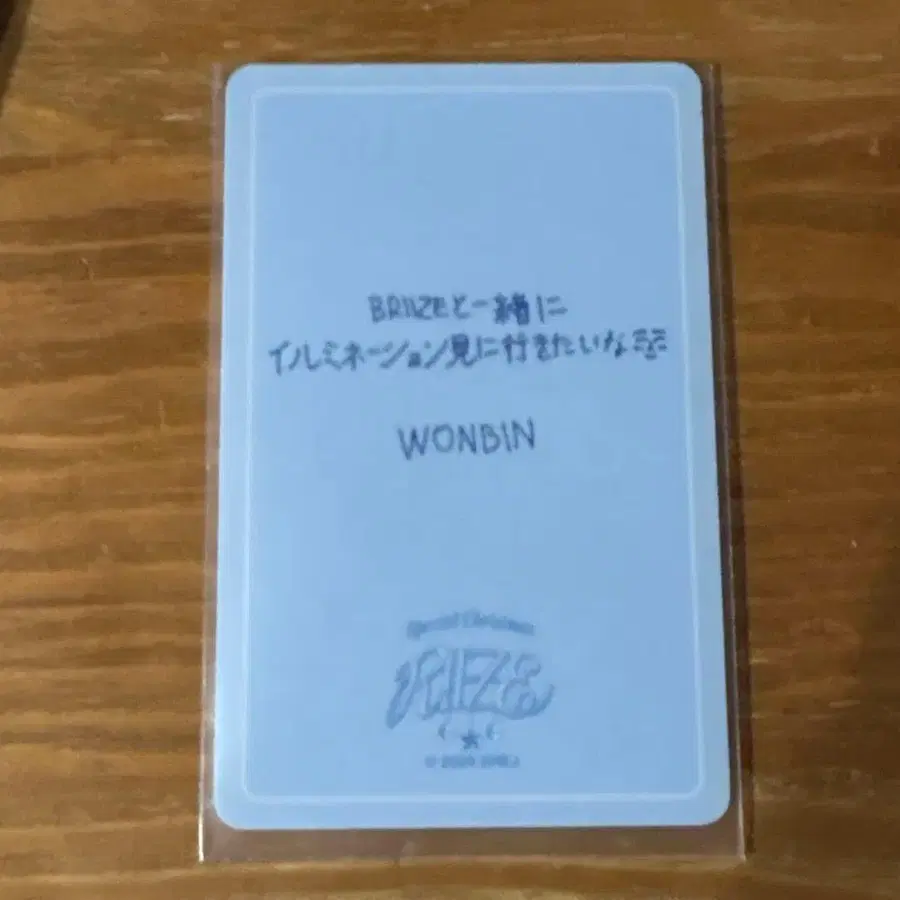 BRIIZEと一緒に
イルミネーション見に行きたいな
WONBIN
Special Christmas
RIIZE